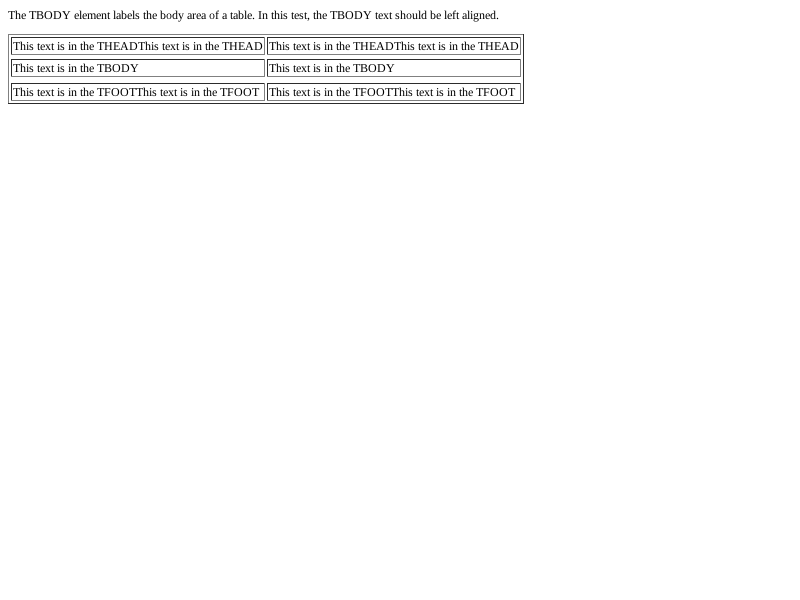 The TBODY element labels the body area of a table. In this test, the TBODY text should be left aligned.
This text is in the THEADThis text is in the THEAD This text is in the THEADThis text is in the THEAD
This text is in the TBODY This text is in the TBODY
This text is in the TFOOTThis text is in the TFOOT This text is in the TFOOTThis text is in the TFOOT